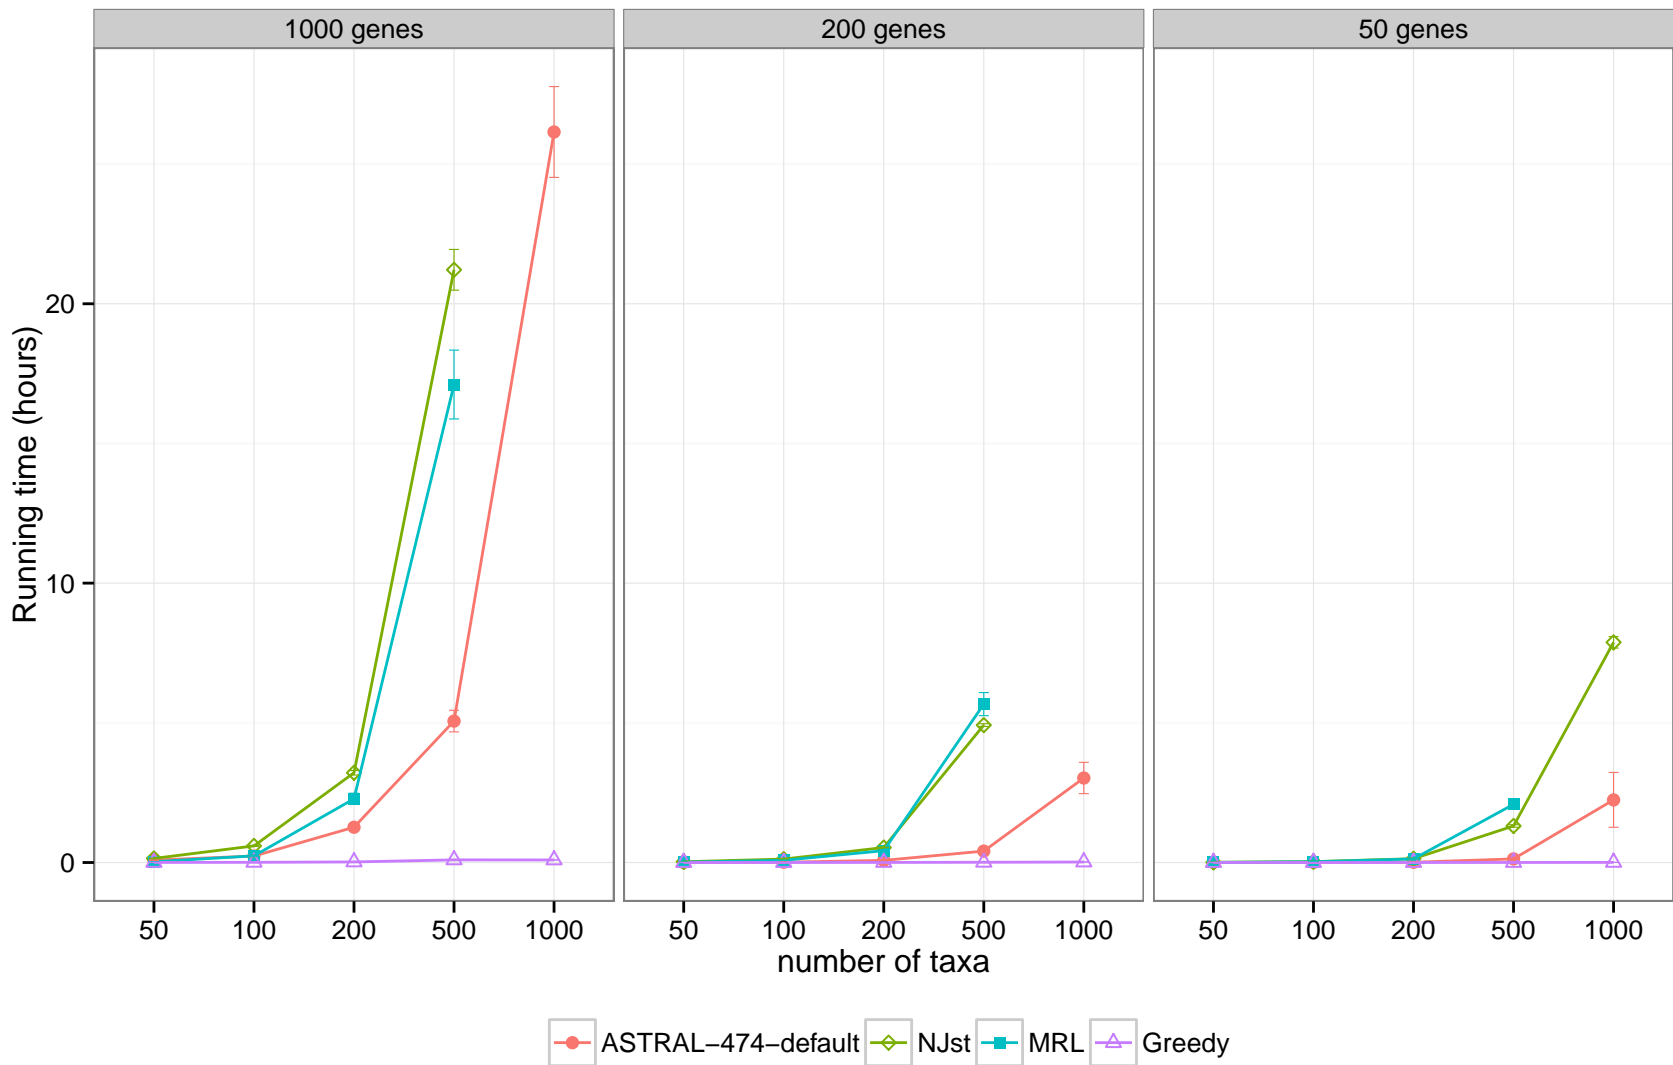 1000 genes 200 genes 50 genes
Running time (hours)
20
10
0
50 100 200 500 1000 50 100 200 500 1000 50 100 200 500 1000
number of taxa
ASTRAL−474−default NJst MRL Greedy